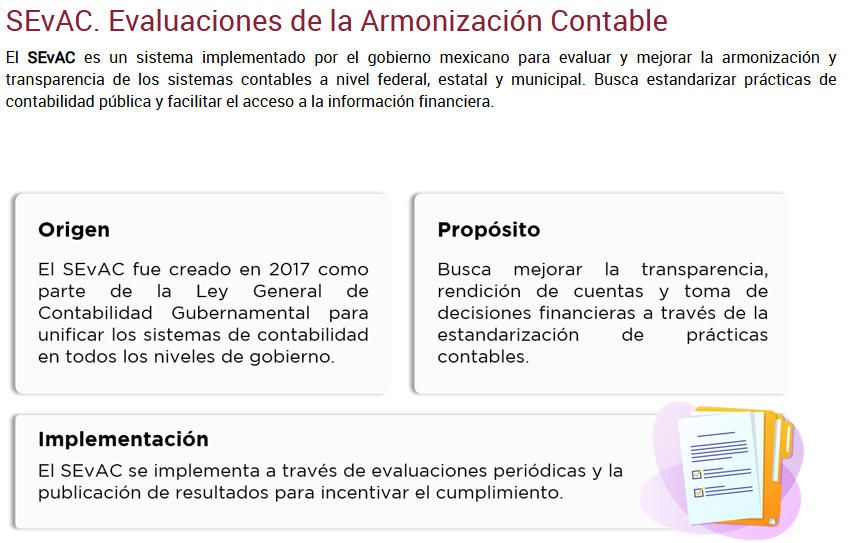 SEvAC. Evaluaciones de la Armonización Contable
El SEvAC es un sistema implementado por el gobierno mexicano para evaluar y mejorar la armonización y
transparencia de los sistemas contables a nivel federal, estatal y municipal. Busca estandarizar prácticas de
contabilidad pública y facilitar el acceso a la información financiera.
Origen
El SEvAC fue creado en 2017 como
parte de la Ley General de
Contabilidad Gubernamental para
unificar los sistemas de contabilidad
en todos los niveles de gobierno.
Propósito
Busca mejorar la transparencia,
rendición de cuentas y toma de
decisiones financieras a través de la
estandarización de prácticas
contables.
Implementación
El SEvAC se implementa a través de evaluaciones periódicas y la
publicación de resultados para incentivar el cumplimiento.